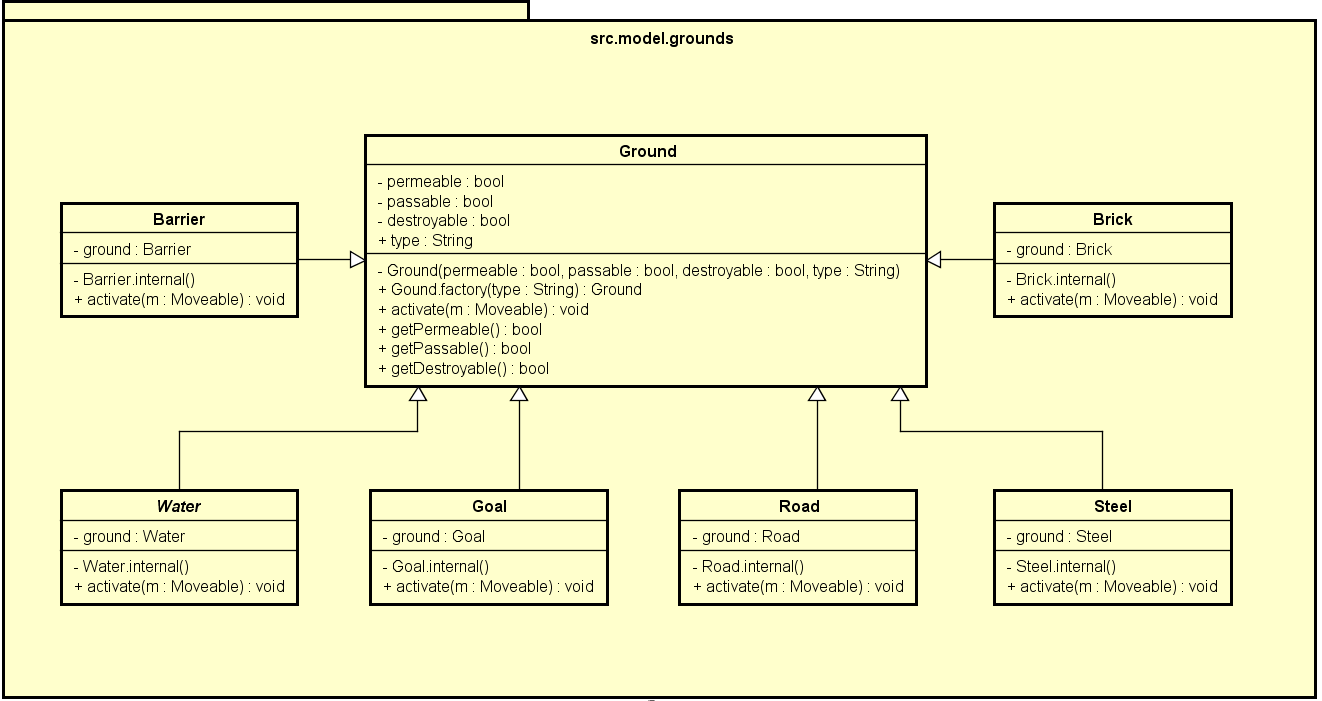 src.model.grounds
Ground
- permeable : bool
- passable : bool
- destroyable : bool
+ type : String
- Ground(permeable : bool, passable : bool, destroyable : bool, type : String)
+ Gound.factory(type : String) : Ground
+ activate(m : Moveable) : void
+ getPermeable() : bool
+ getPassable() : bool
+ getDestroyable() : bool
Barrier
- ground : Barrier
- Barrier.internal()
+ activate(m : Moveable) : void
Brick
- ground : Brick
- Brick.internal()
+ activate(m : Moveable) : void
Water
- ground : Water
- Water.internal()
+ activate(m : Moveable) : void
Goal
- ground : Goal
- Goal.internal()
+ activate(m : Moveable) : void
Road
- ground : Road
- Road.internal()
+ activate(m : Moveable) : void
Steel
- ground : Steel
- Steel.internal()
+ activate(m : Moveable) : void